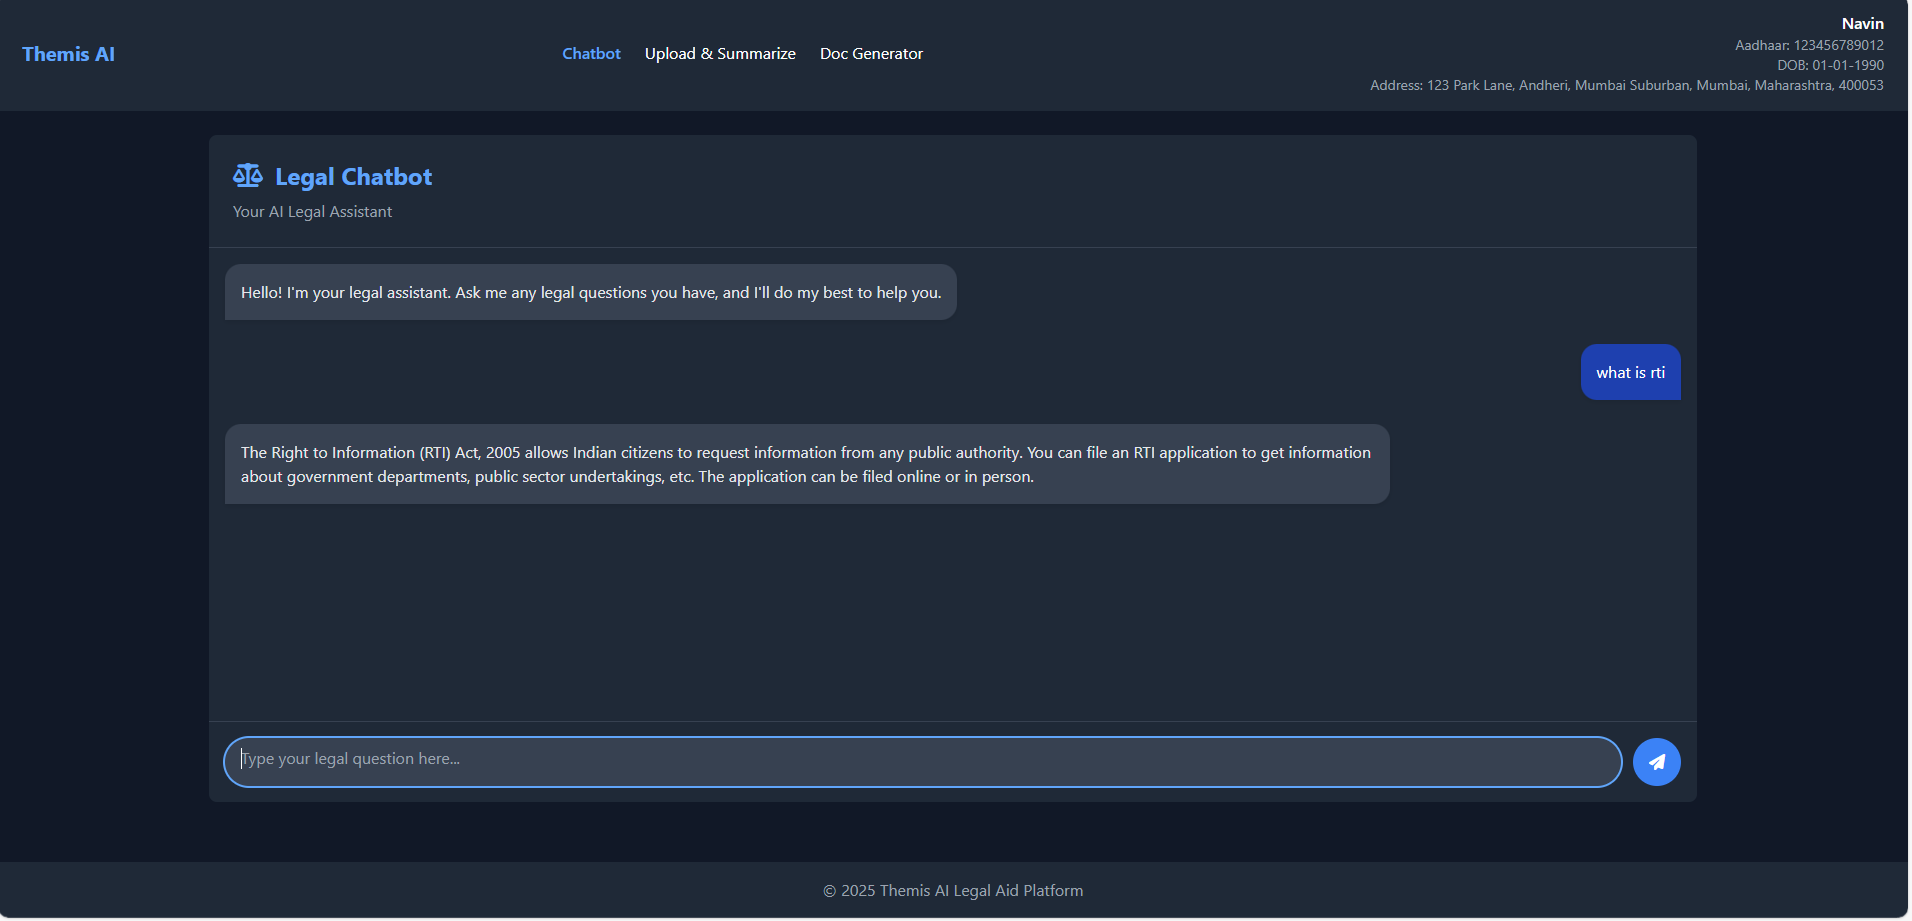 Themis AI
Chatbot
Upload & Summarize
Doc Generator
Navin
Aadhaar: 123456789012
DOB: 01-01-1990
Address: 123 Park Lane, Andheri, Mumbai Suburban, Mumbai, Maharashtra, 400053
Legal Chatbot
Your AI Legal Assistant
Hello! I'm your legal assistant. Ask me any legal questions you have, and I'll do my best to help you.
what is rti
The Right to Information (RTI) Act, 2005 allows Indian citizens to request information from any public authority. You can file an RTI application to get information
about government departments, public sector undertakings, etc. The application can be filed online or in person.
Type your legal question here...
© 2025 Themis AI Legal Aid Platform